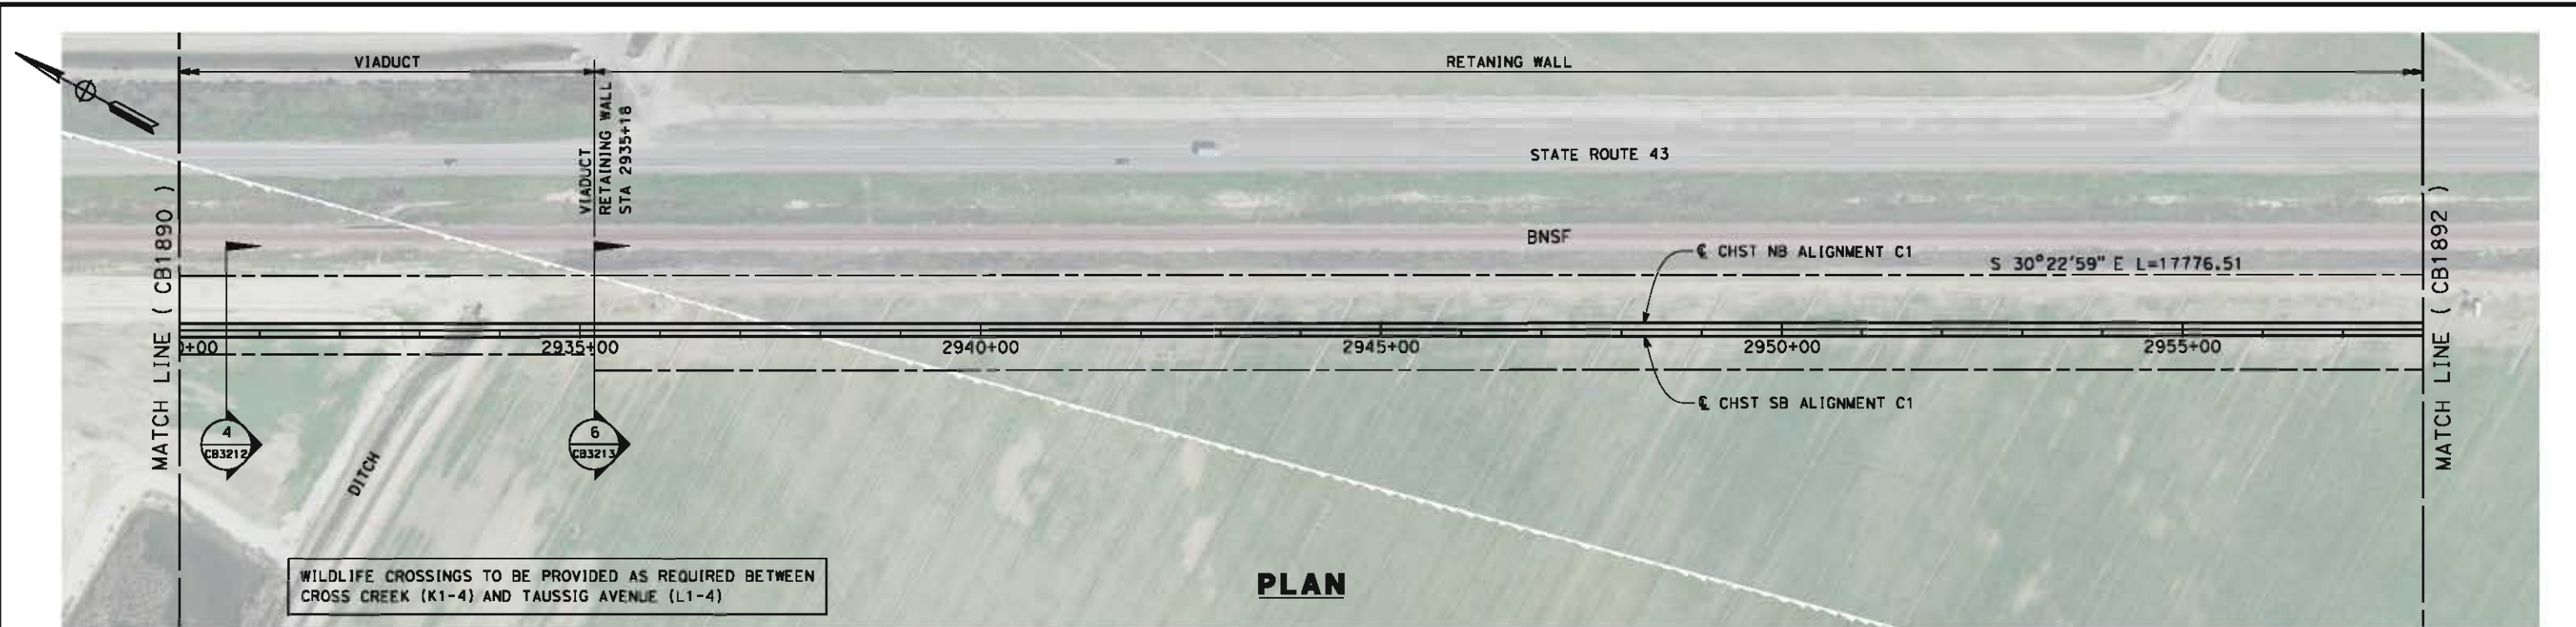 VIADUCT
RETANING WALL
VIADUCT
RETAINING WALL
STA 2935+18
STATE ROUTE 43
BNSF
℄ CHST NB ALIGNMENT C1
S 30°22'59" E L=17776.51
MATCH LINE ( CB1890 )
MATCH LINE ( CB1892 )
0+00
2935+00
2940+00
2945+00
2950+00
2955+00
℄ CHST SB ALIGNMENT C1
4
CB3212
6
CB3213
DITCH
WILDLIFE CROSSINGS TO BE PROVIDED AS REQUIRED BETWEEN
CROSS CREEK (K1-4) AND TAUSSIG AVENUE (L1-4)
PLAN